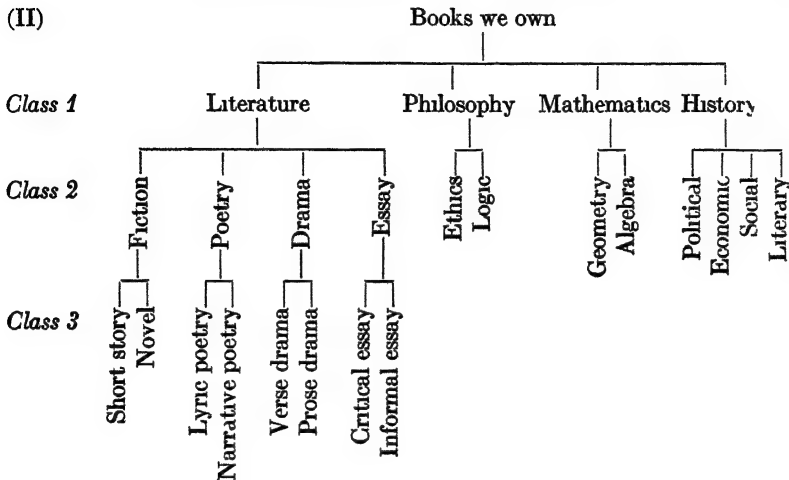 (II)
Books we own
Class 1
Literature
Philosophy
Mathematics
History
Class 2
Fiction
Poetry
Drama
Essay
Ethics
Logic
Geometry
Algebra
Political
Economic
Social
Literary
Class 3
Short story
Novel
Lyric poetry
Narrative poetry
Verse drama
Prose drama
Critical essay
Informal essay